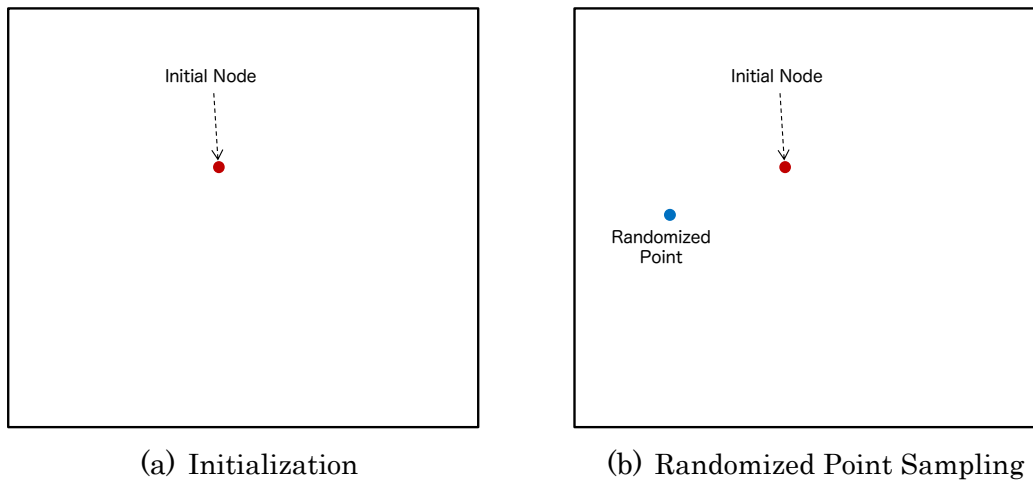 Initial Node
Initial Node
Randomized
Point
(a) Initialization
(b) Randomized Point Sampling